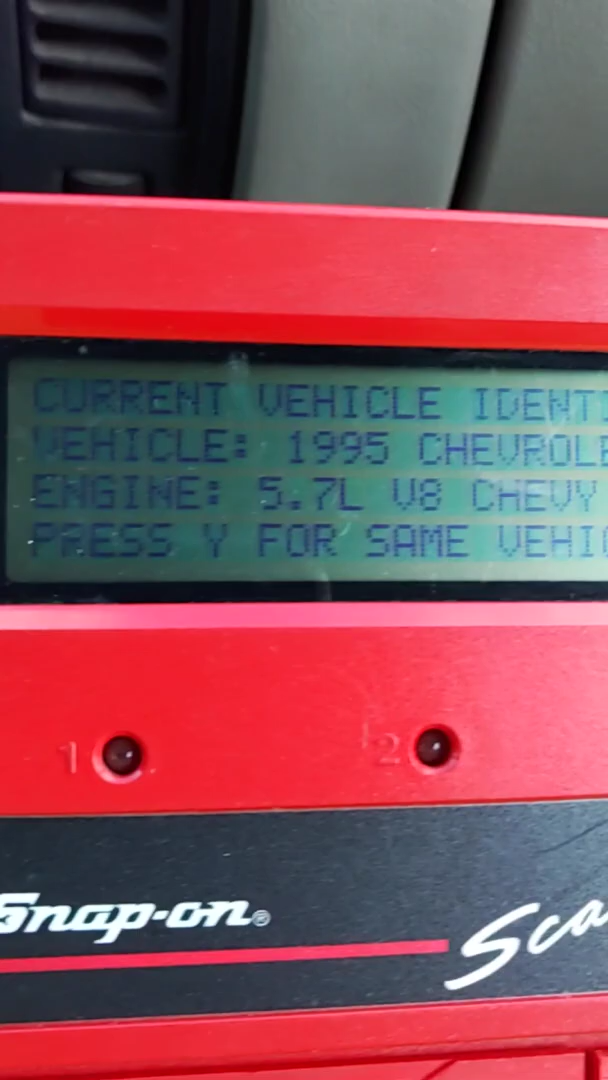 CURRENT VEHICLE IDENTI
VEHICLE: 1995 CHEVROLE
ENGINE: 5.7L V8 CHEVY
PRESS Y FOR SAME VEHIC
1 2
Snap-on® Sca